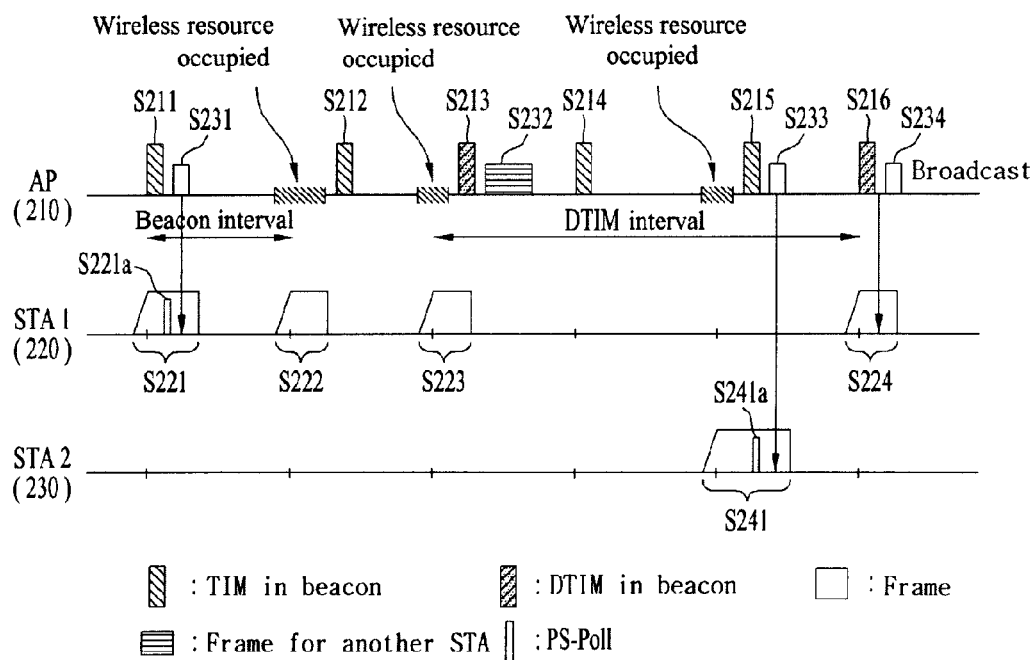 Wireless resource
occupied
Wireless resource
occupicd
Wireless resource
occupied
S211
S231
S212
S213
S232
S214
S215
S233
S216
S234
AP
(210)
Broadcast
Beacon interval
DTIM interval
S221a
STA 1
(220)
S221
S222
S223
S224
S241a
STA 2
(230)
S241
: TIM in beacon
: DTIM in beacon
: Frame
: Frame for another STA
: PS-Poll